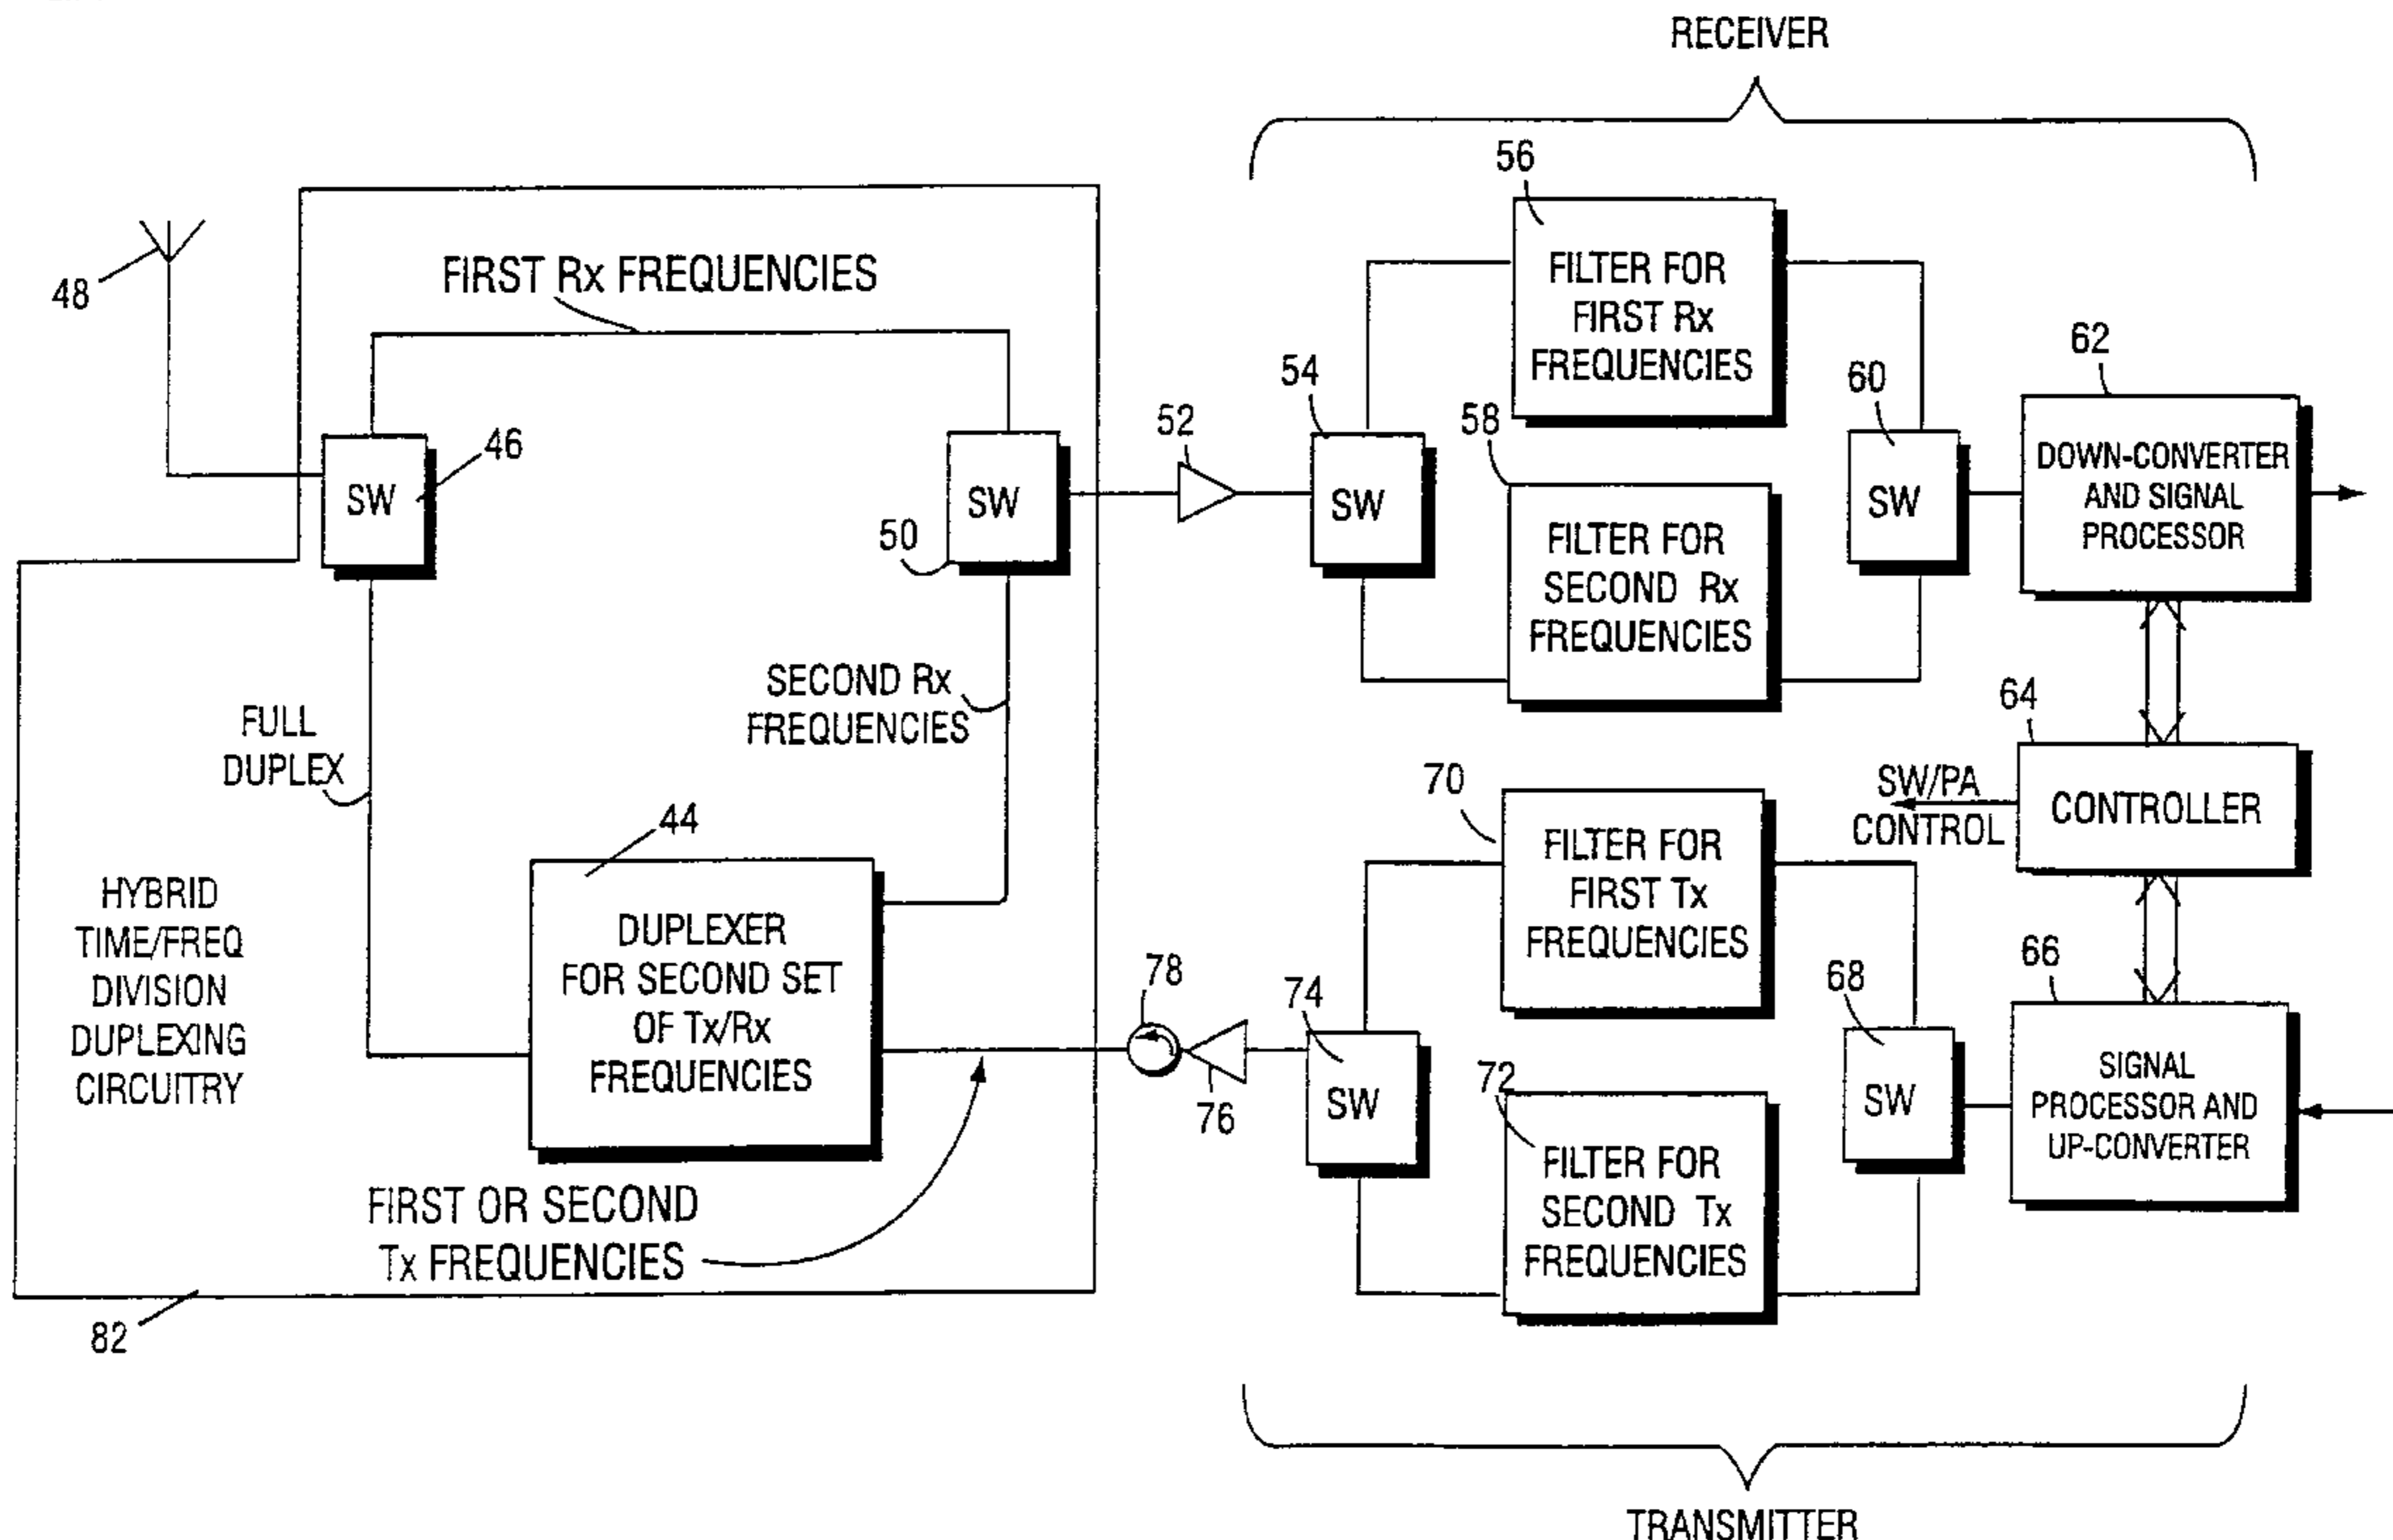 RECEIVER
56
48
FIRST Rx FREQUENCIES
FILTER FOR
FIRST Rx
FREQUENCIES
62
54
60
52
58
46
SW
SW
50
SW
SW
DOWN-CONVERTER
AND SIGNAL
PROCESSOR
FILTER FOR
SECOND Rx
FREQUENCIES
SECOND Rx
FREQUENCIES
FULL
DUPLEX
64
SW/PA
CONTROL
CONTROLLER
70
FILTER FOR
FIRST Tx
FREQUENCIES
44
DUPLEXER
FOR SECOND SET
OF Tx/Rx
FREQUENCIES
HYBRID
TIME/FREQ
DIVISION
DUPLEXING
CIRCUITRY
78
74
68
66
76
SW
SW
72
SIGNAL
PROCESSOR AND
UP-CONVERTER
FILTER FOR
SECOND Tx
FREQUENCIES
FIRST OR SECOND
Tx FREQUENCIES
82
TRANSMITTER